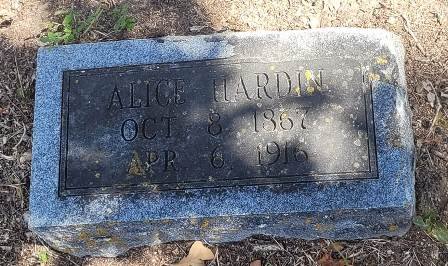 ALICE HARDIN
OCT 8 1867
APR 6 1916